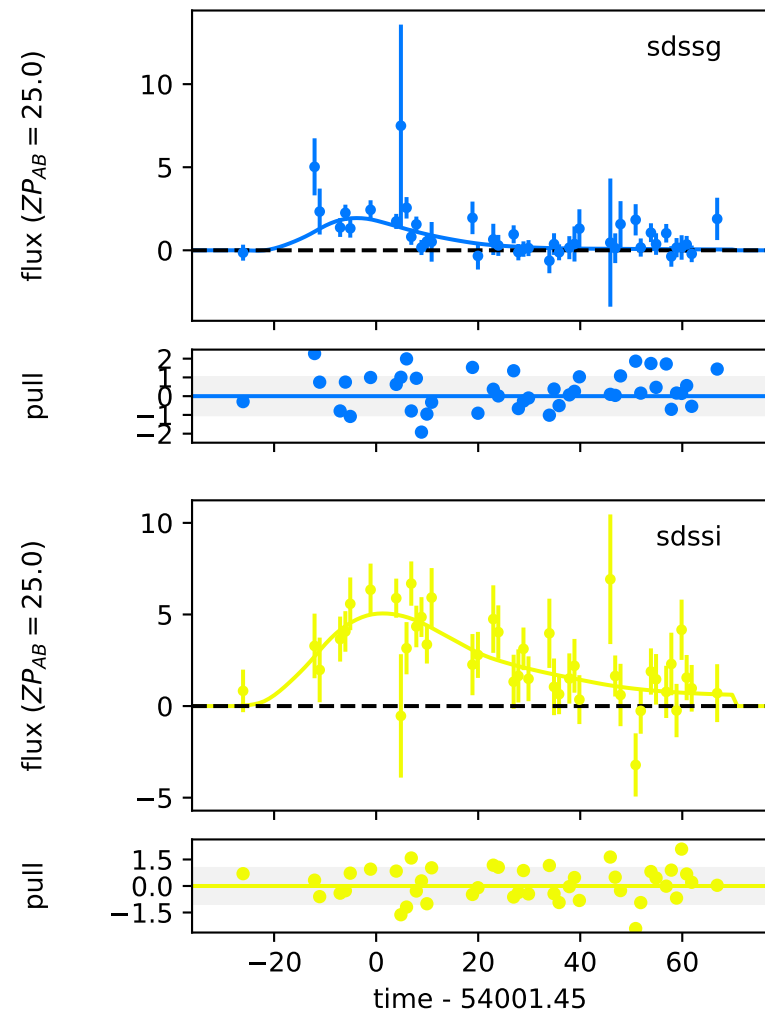 sdssg
flux (ZP_AB = 25.0)
10
5
0
pull
2
1
0
−1
−2
sdssi
flux (ZP_AB = 25.0)
10
5
0
−5
pull
1.5
0.0
−1.5
−20 0 20 40 60
time - 54001.45